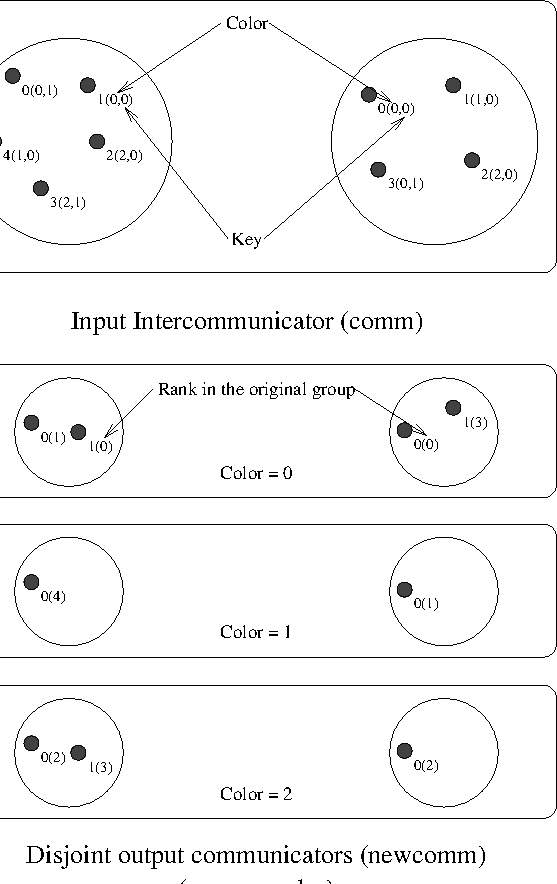 Color
0(0,1)
1(0,0)
4(1,0)
2(2,0)
3(2,1)
0(0,0)
1(1,0)
3(0,1)
2(2,0)
Key
Input Intercommunicator (comm)
Rank in the original group
0(1)
1(0)
0(0)
1(3)
Color = 0
0(4)
0(1)
Color = 1
0(2)
1(3)
0(2)
Color = 2
Disjoint output communicators (newcomm)